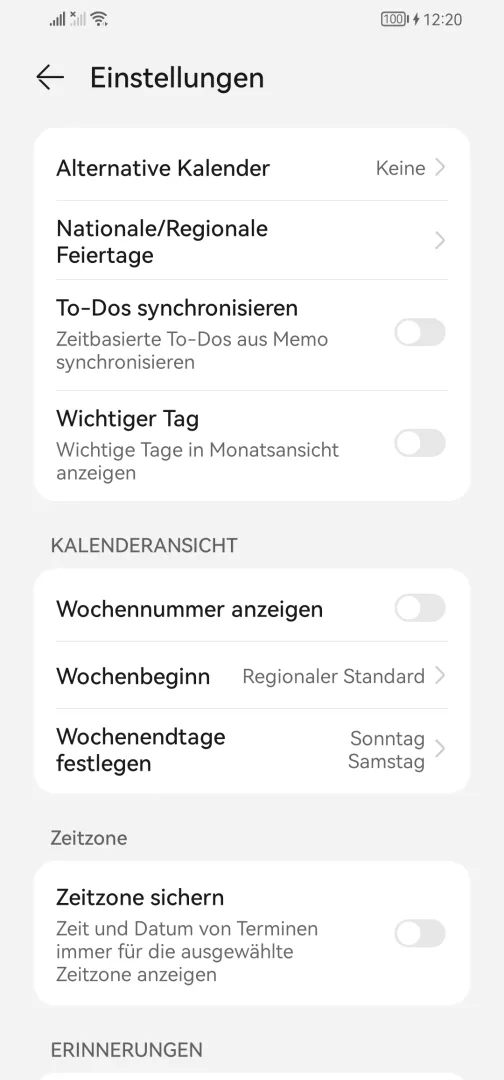 100 12:20
Einstellungen
Alternative Kalender Keine
Nationale/Regionale
Feiertage
To-Dos synchronisieren
Zeitbasierte To-Dos aus Memo
synchronisieren
Wichtiger Tag
Wichtige Tage in Monatsansicht
anzeigen
KALENDERANSICHT
Wochennummer anzeigen
Wochenbeginn Regionaler Standard
Wochenendtage
festlegen
Sonntag
Samstag
Zeitzone
Zeitzone sichern
Zeit und Datum von Terminen
immer für die ausgewählte
Zeitzone anzeigen
ERINNERUNGEN